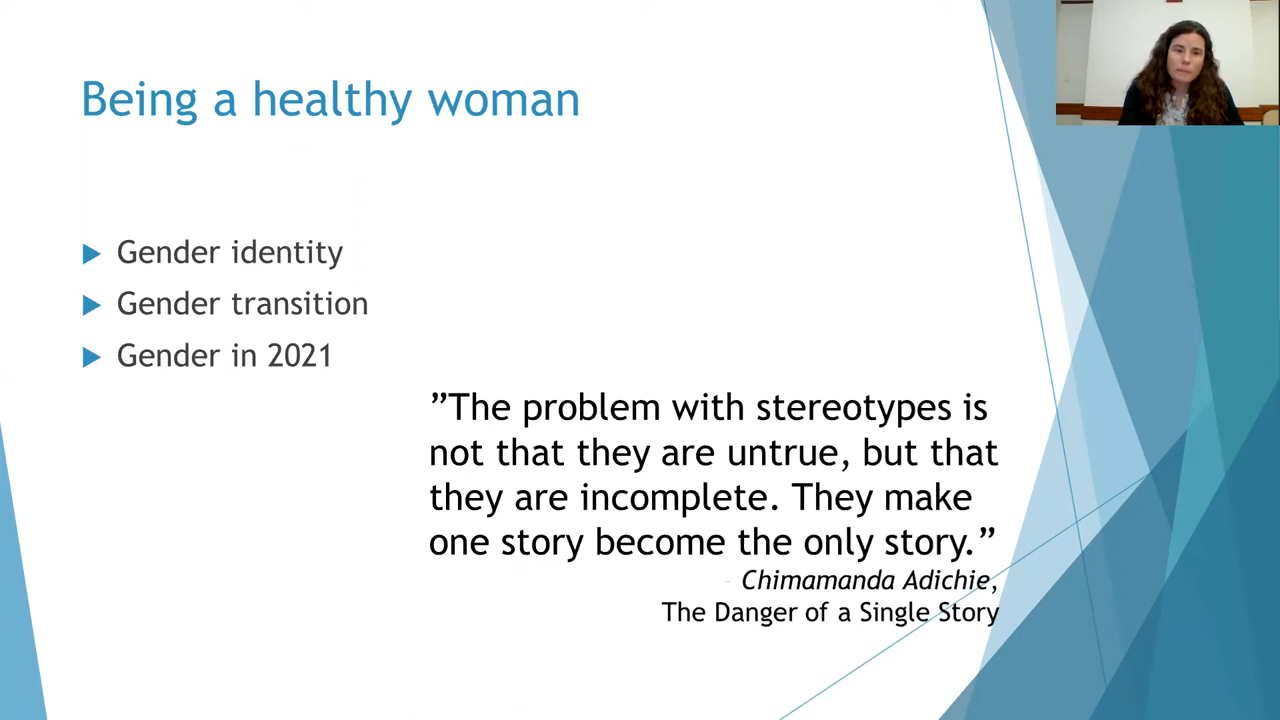 Being a healthy woman
Gender identity
Gender transition
Gender in 2021
”The problem with stereotypes is
not that they are untrue, but that
they are incomplete. They make
one story become the only story.”
- Chimamanda Adichie,
The Danger of a Single Story